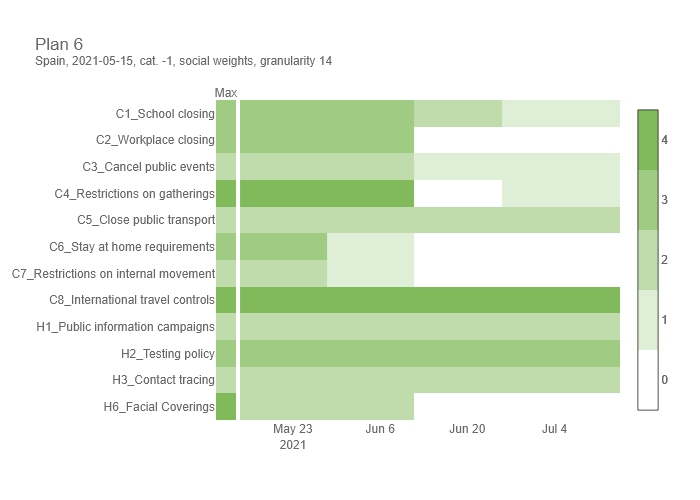 Plan 6
Spain, 2021-05-15, cat. -1, social weights, granularity 14
Max
C1_School closing
C2_Workplace closing
C3_Cancel public events
C4_Restrictions on gatherings
C5_Close public transport
C6_Stay at home requirements
C7_Restrictions on internal movement
C8_International travel controls
H1_Public information campaigns
H2_Testing policy
H3_Contact tracing
H6_Facial Coverings
4
3
2
1
0
May 23 Jun 6 Jun 20 Jul 4
2021